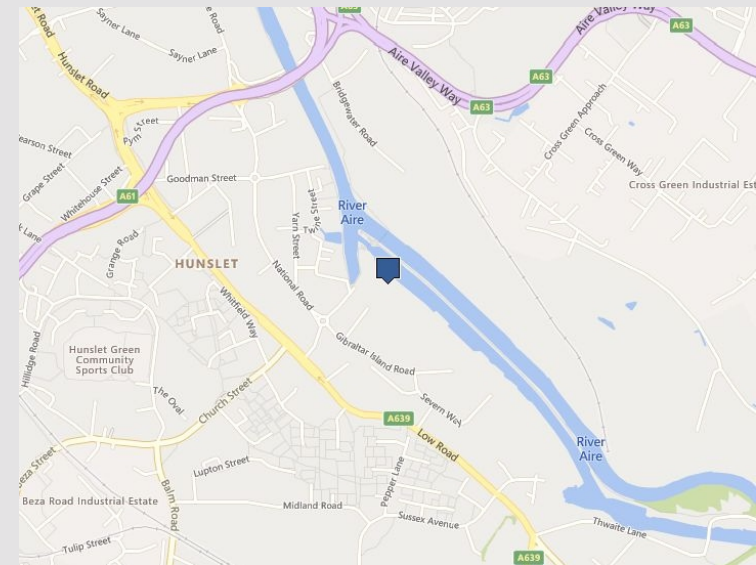 Aire Valley Way
A63
Sayner Lane
Sayner Lane
Hunslet Road
Hunslet Road
Aire Valley Way
A63
A63
Bridgewater Road
Cross Green Approach
Cross Green Way
Cross Green Industrial Est
Street
Grape Street
Whitehouse Street
A61
Goodman Street
Yarn Street
River
Aire
Grange Road
HUNSLET
National Road
Whitfield Way
Gibraltar Island Road
Severn Way
Hillidge Road
Hunslet Green
Community
Sports Club
The Oval
Church Street
A639
Low Road
Pepper Lane
River
Aire
Lupton Street
Beza Road Industrial Estate
Balm Road
Midland Road
Sussex Avenue
Thwaite Lane
Tulip Street
A639